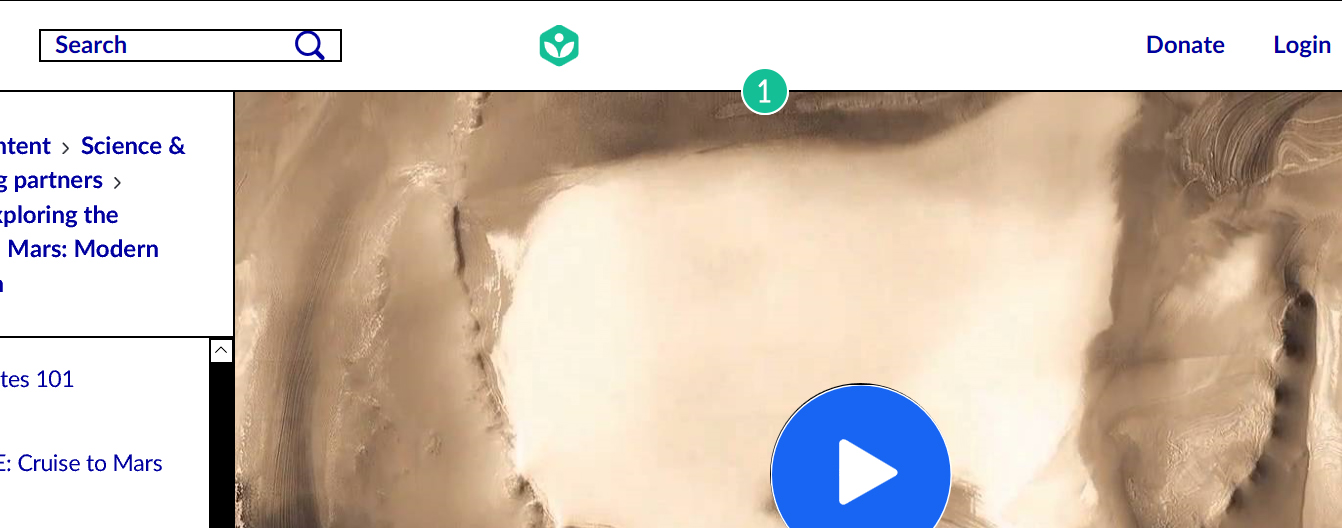 Search
Donate
Login
1
ntent > Science &
g partners >
xploring the
Mars: Modern
tes 101
E: Cruise to Mars